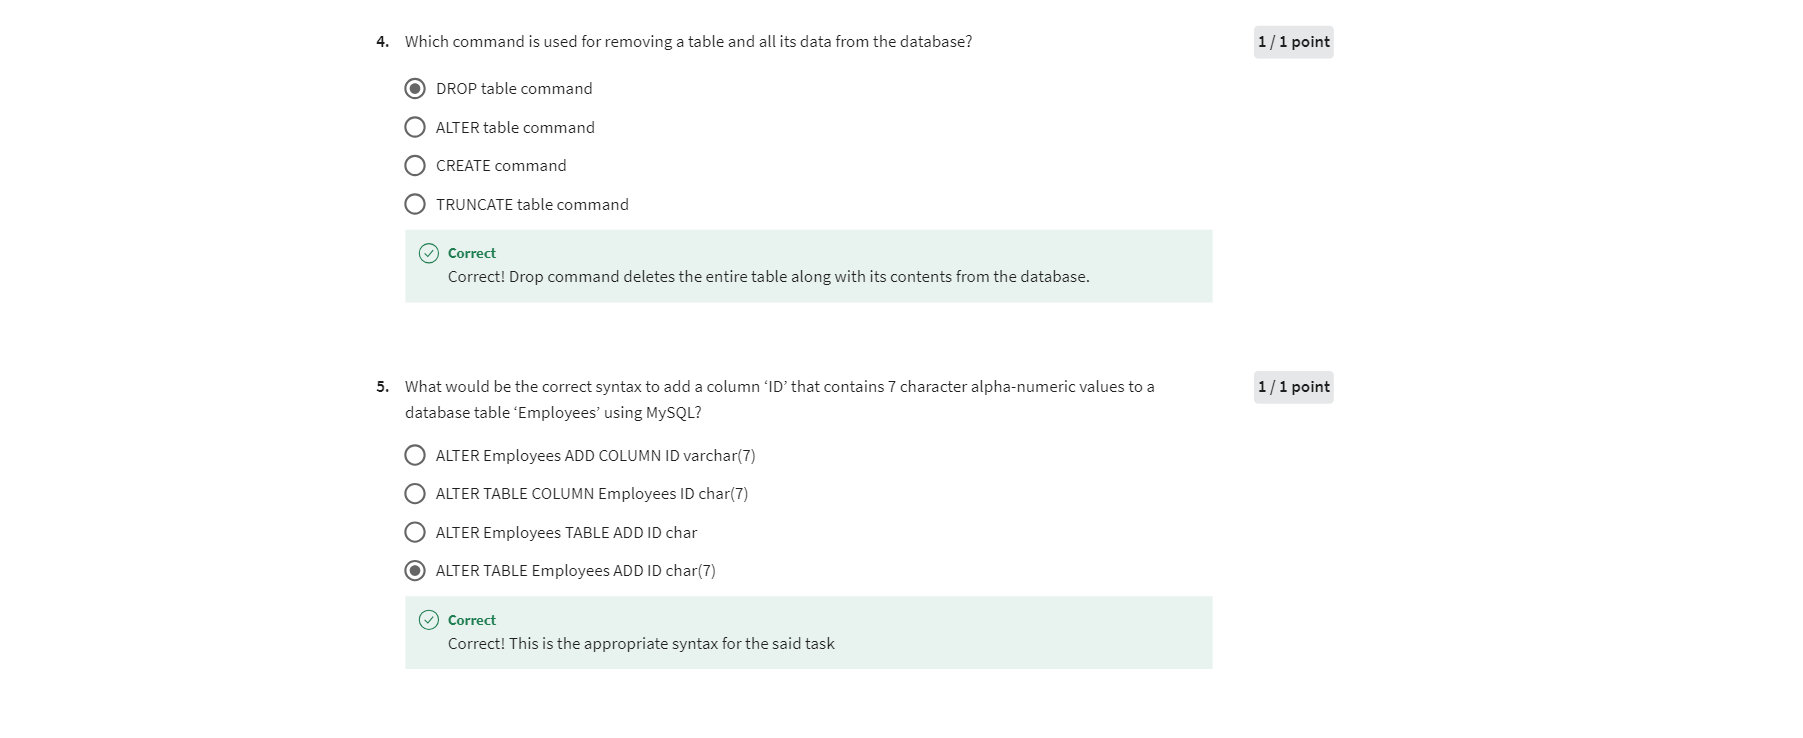 4. Which command is used for removing a table and all its data from the database?
1 / 1 point
DROP table command
ALTER table command
CREATE command
TRUNCATE table command
Correct
Correct! Drop command deletes the entire table along with its contents from the database.
5. What would be the correct syntax to add a column ‘ID’ that contains 7 character alpha-numeric values to a
database table ‘Employees’ using MySQL?
1 / 1 point
ALTER Employees ADD COLUMN ID varchar(7)
ALTER TABLE COLUMN Employees ID char(7)
ALTER Employees TABLE ADD ID char
ALTER TABLE Employees ADD ID char(7)
Correct
Correct! This is the appropriate syntax for the said task